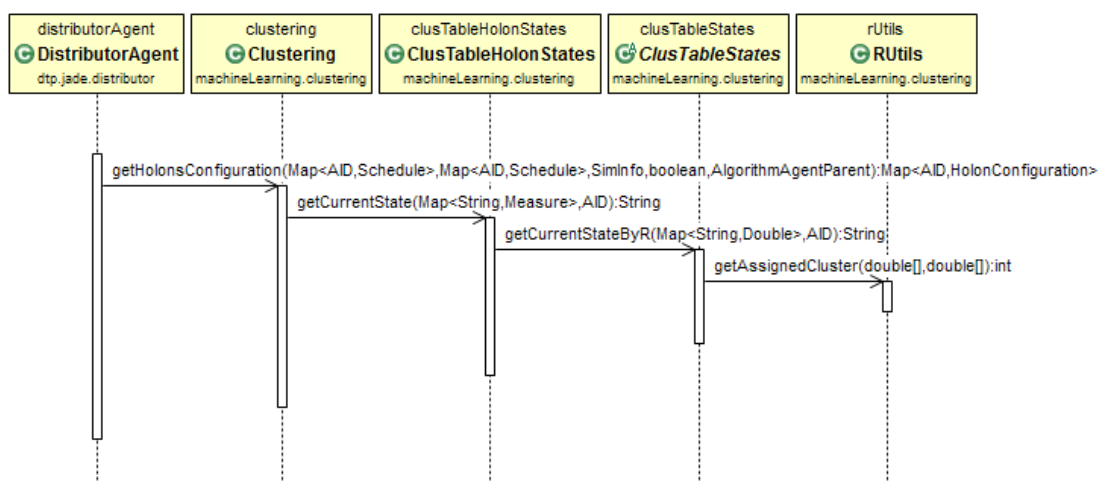 distributorAgent
DistributorAgent
dtp.jade.distributor
clustering
Clustering
machineLearning.clustering
clusTableHolonStates
ClusTableHolonStates
machineLearning.clustering
clusTableStates
ClusTableStates
machineLearning.clustering
rUtils
RUtils
machineLearning.clustering
getHolonsConfiguration(Map<AID,Schedule>,Map<AID,Schedule>,SimInfo,boolean,AlgorithmAgentParent):Map<AID,HolonConfiguration>
getCurrentState(Map<String,Measure>,AID):String
getCurrentStateByR(Map<String,Double>,AID):String
getAssignedCluster(double[],double[]):int